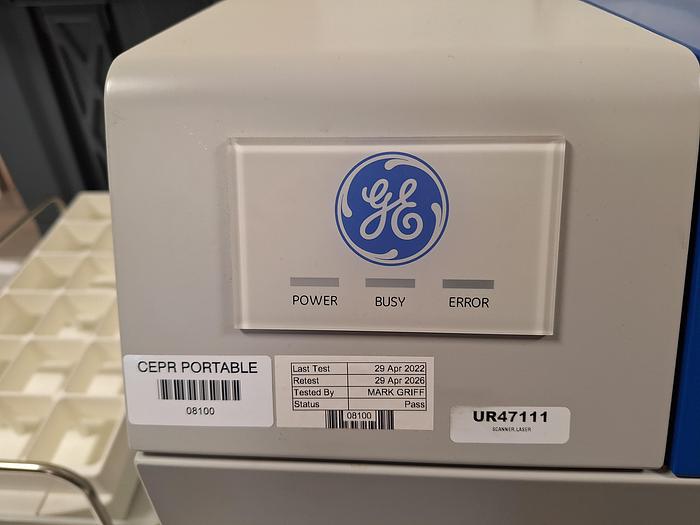 GE
POWER BUSY ERROR
CEPR PORTABLE
08100
Last Test 29 Apr 2022
Retest 29 Apr 2026
Tested By MARK GRIFF
Status Pass
08100
UR47111
SCANNER, LASER